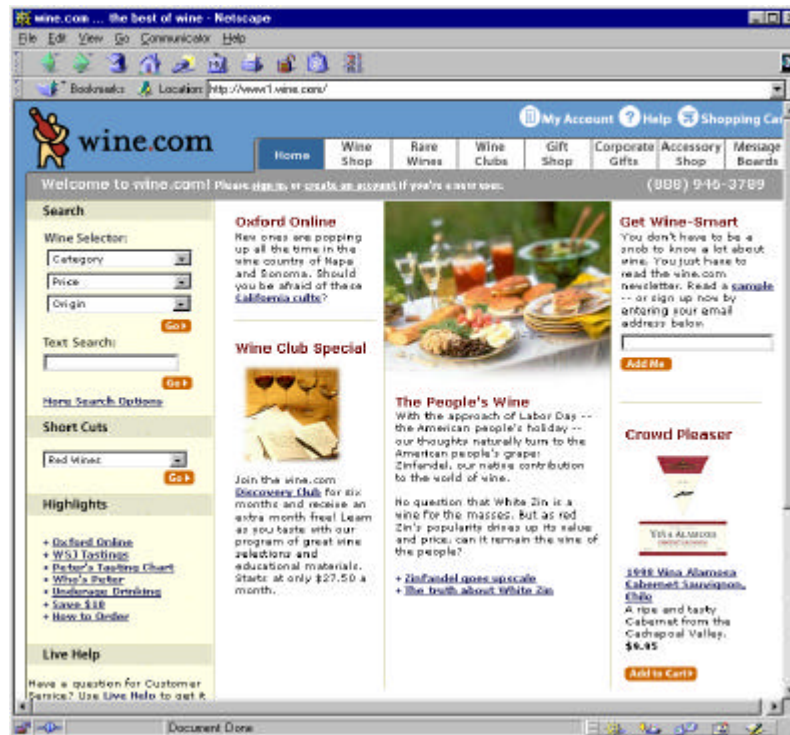 wine.com ... the best of wine - Netscape
File Edit View Go Communicator Help
Bookmarks Location: http://www1.wine.com/
My Account ? Help Shopping Car
wine.com
Home
Wine Shop
Rare Wines
Wine Clubs
Gift Shop
Corporate Gifts
Accessory Shop
Message Boards
Welcome to wine.com! Please sign in, or create an account if you're a new user. (888) 946-3789
Search
Wine Selector:
Category
Price
Origin
Go
Text Search:
Go
More Search Options
Short Cuts
Red Wines
Go
Highlights
+ Oxford Online
+ WSJ Tastings
+ Peter's Tasting Chart
+ Who's Peter
+ Underage Drinking
+ Save $10
+ How to Order
Live Help
Have a question for Customer
Service? Use Live Help to get it
Oxford Online
New ones are popping
up all the time in the
wine country of Napa
and Sonoma. Should
you be afraid of these
California cults?
Wine Club Special
Join the wine.com
Discovery Club for six
months and receive an
extra month free! Learn
as you taste with our
program of great wine
selections and
educational materials.
Starts at only $27.50 a
month.
The People's Wine
With the approach of Labor Day --
the American people's holiday --
our thoughts naturally turn to the
American people's grape:
Zinfandel, our native contribution
to the world of wine.
No question that White Zin is a
wine for the masses. But as red
Zin's popularity drives up its value
and price, can it remain the wine of
the people?
+ Zinfandel goes upscale
+ The truth about White Zin
Get Wine-Smart
You don't have to be a
snob to know a lot about
wine. You just have to
read the wine.com
newsletter. Read a sample
-- or sign up now by
entering your email
address below
Add Me
Crowd Pleaser
VIÑA ALAMOSA
1998 Vina Alamosa
Cabernet Sauvignon,
Chile
A ripe and tasty
Cabernet from the
Cachapoal Valley.
$9.95
Add to Cart
Document Done